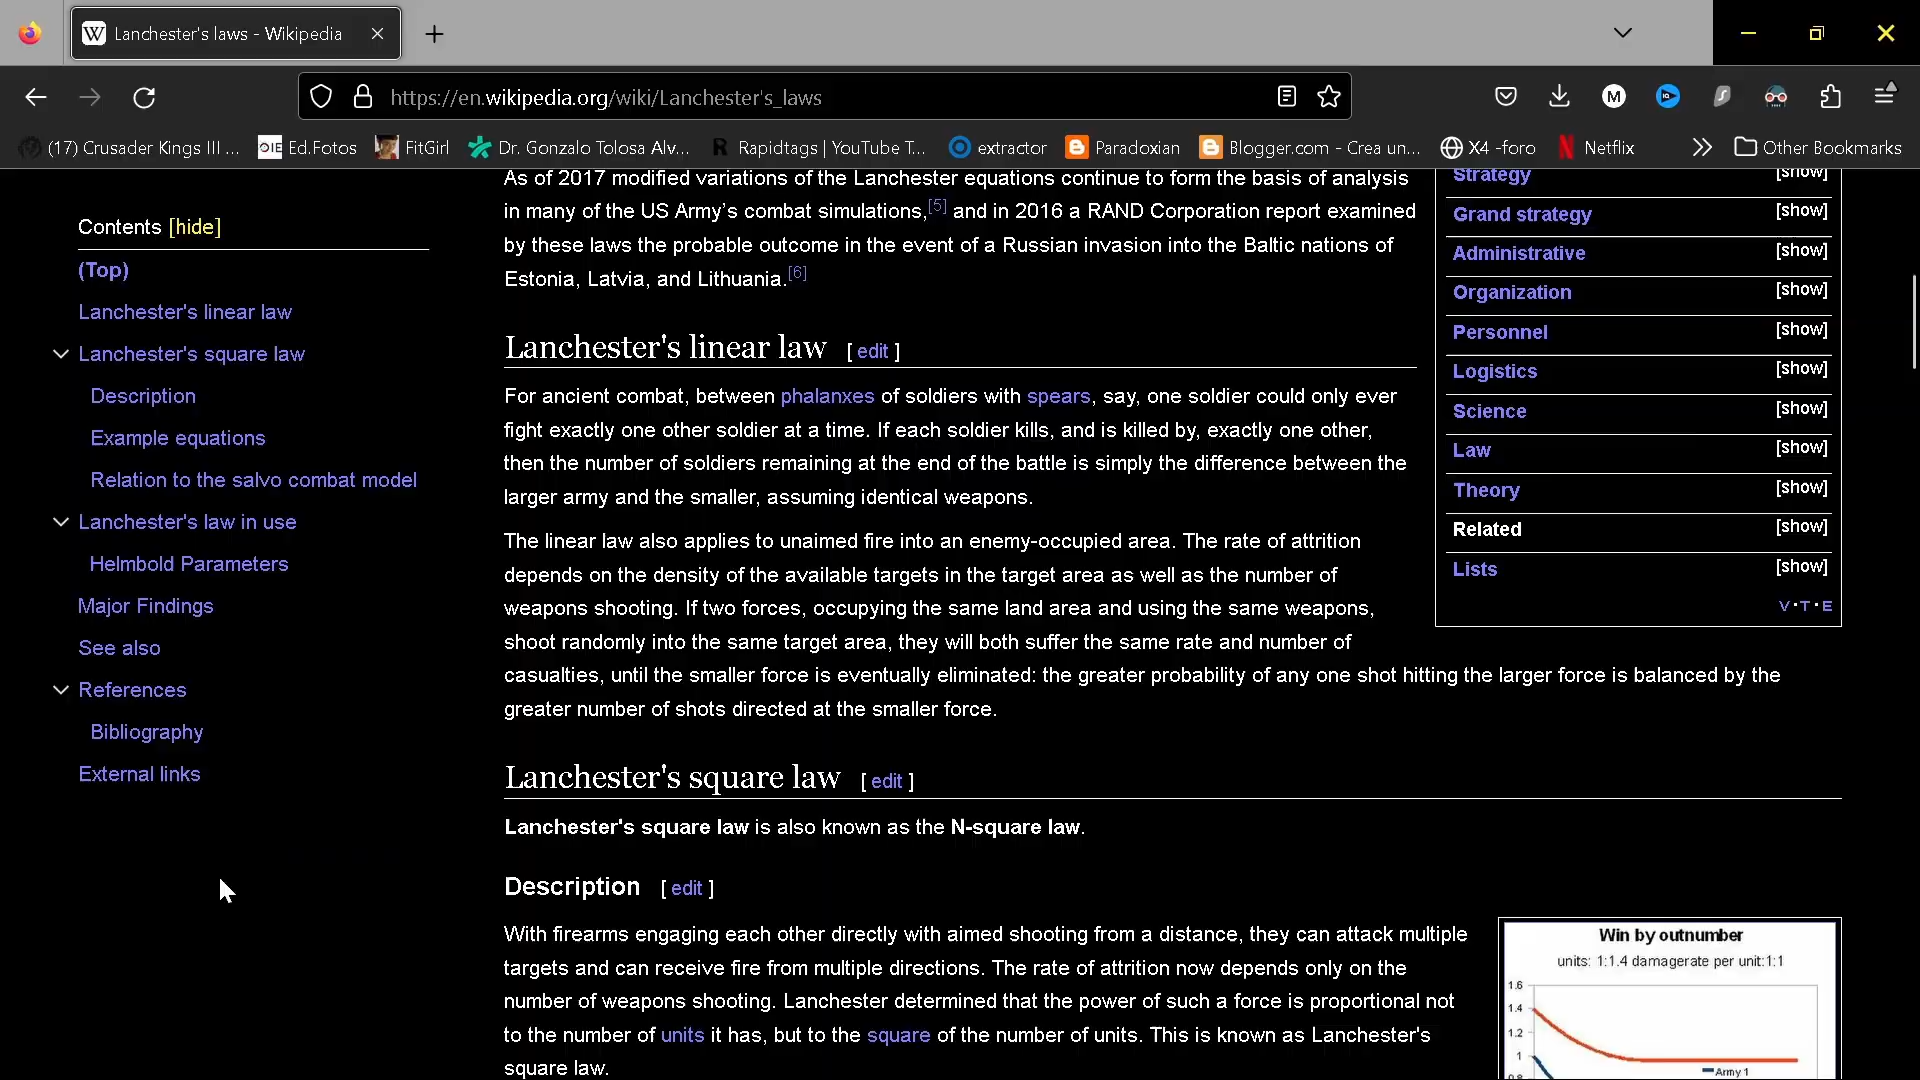 Lanchester's laws - Wikipedia
https://en.wikipedia.org/wiki/Lanchester's_laws
(17) Crusader Kings III ...
Ed.Fotos
FitGirl
Dr. Gonzalo Tolosa Alv...
Rapidtags | YouTube T...
extractor
Paradoxian
Blogger.com - Crea un...
X4 -foro
Netflix
Other Bookmarks
Contents [hide]
(Top)
Lanchester's linear law
Lanchester's square law
Description
Example equations
Relation to the salvo combat model
Lanchester's law in use
Helmbold Parameters
Major Findings
See also
References
Bibliography
External links
As of 2017 modified variations of the Lanchester equations continue to form the basis of analysis
in many of the US Army's combat simulations,[5] and in 2016 a RAND Corporation report examined
by these laws the probable outcome in the event of a Russian invasion into the Baltic nations of
Estonia, Latvia, and Lithuania.[6]
Lanchester's linear law [ edit ]
For ancient combat, between phalanxes of soldiers with spears, say, one soldier could only ever
fight exactly one other soldier at a time. If each soldier kills, and is killed by, exactly one other,
then the number of soldiers remaining at the end of the battle is simply the difference between the
larger army and the smaller, assuming identical weapons.
The linear law also applies to unaimed fire into an enemy-occupied area. The rate of attrition
depends on the density of the available targets in the target area as well as the number of
weapons shooting. If two forces, occupying the same land area and using the same weapons,
shoot randomly into the same target area, they will both suffer the same rate and number of
casualties, until the smaller force is eventually eliminated: the greater probability of any one shot hitting the larger force is balanced by the
greater number of shots directed at the smaller force.
Lanchester's square law [ edit ]
Lanchester's square law is also known as the N-square law.
Description [ edit ]
With firearms engaging each other directly with aimed shooting from a distance, they can attack multiple
targets and can receive fire from multiple directions. The rate of attrition now depends only on the
number of weapons shooting. Lanchester determined that the power of such a force is proportional not
to the number of units it has, but to the square of the number of units. This is known as Lanchester's
square law.
Strategy [show]
Grand strategy [show]
Administrative [show]
Organization [show]
Personnel [show]
Logistics [show]
Science [show]
Law [show]
Theory [show]
Related [show]
Lists [show]
V·T·E
Win by outnumber
units: 1:1.4 damagerate per unit:1:1
1.6
1.4
1.2
1
0.8
Army 1